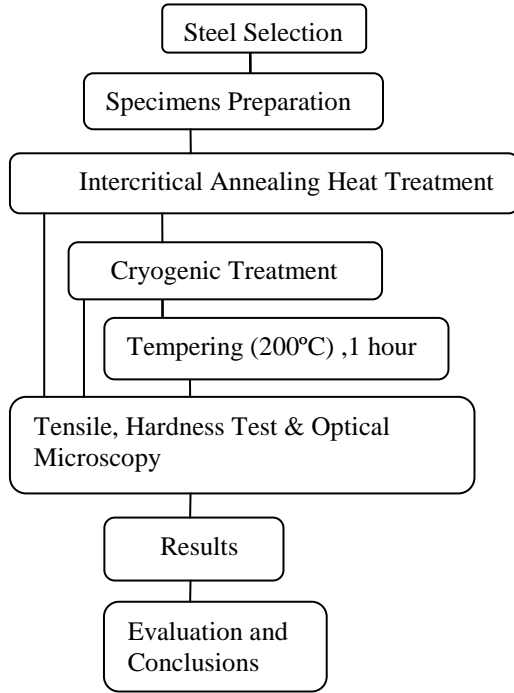 Steel Selection
Specimens Preparation
Intercritical Annealing Heat Treatment
Cryogenic Treatment
Tempering (200ºC) ,1 hour
Tensile, Hardness Test & Optical
Microscopy
Results
Evaluation and
Conclusions